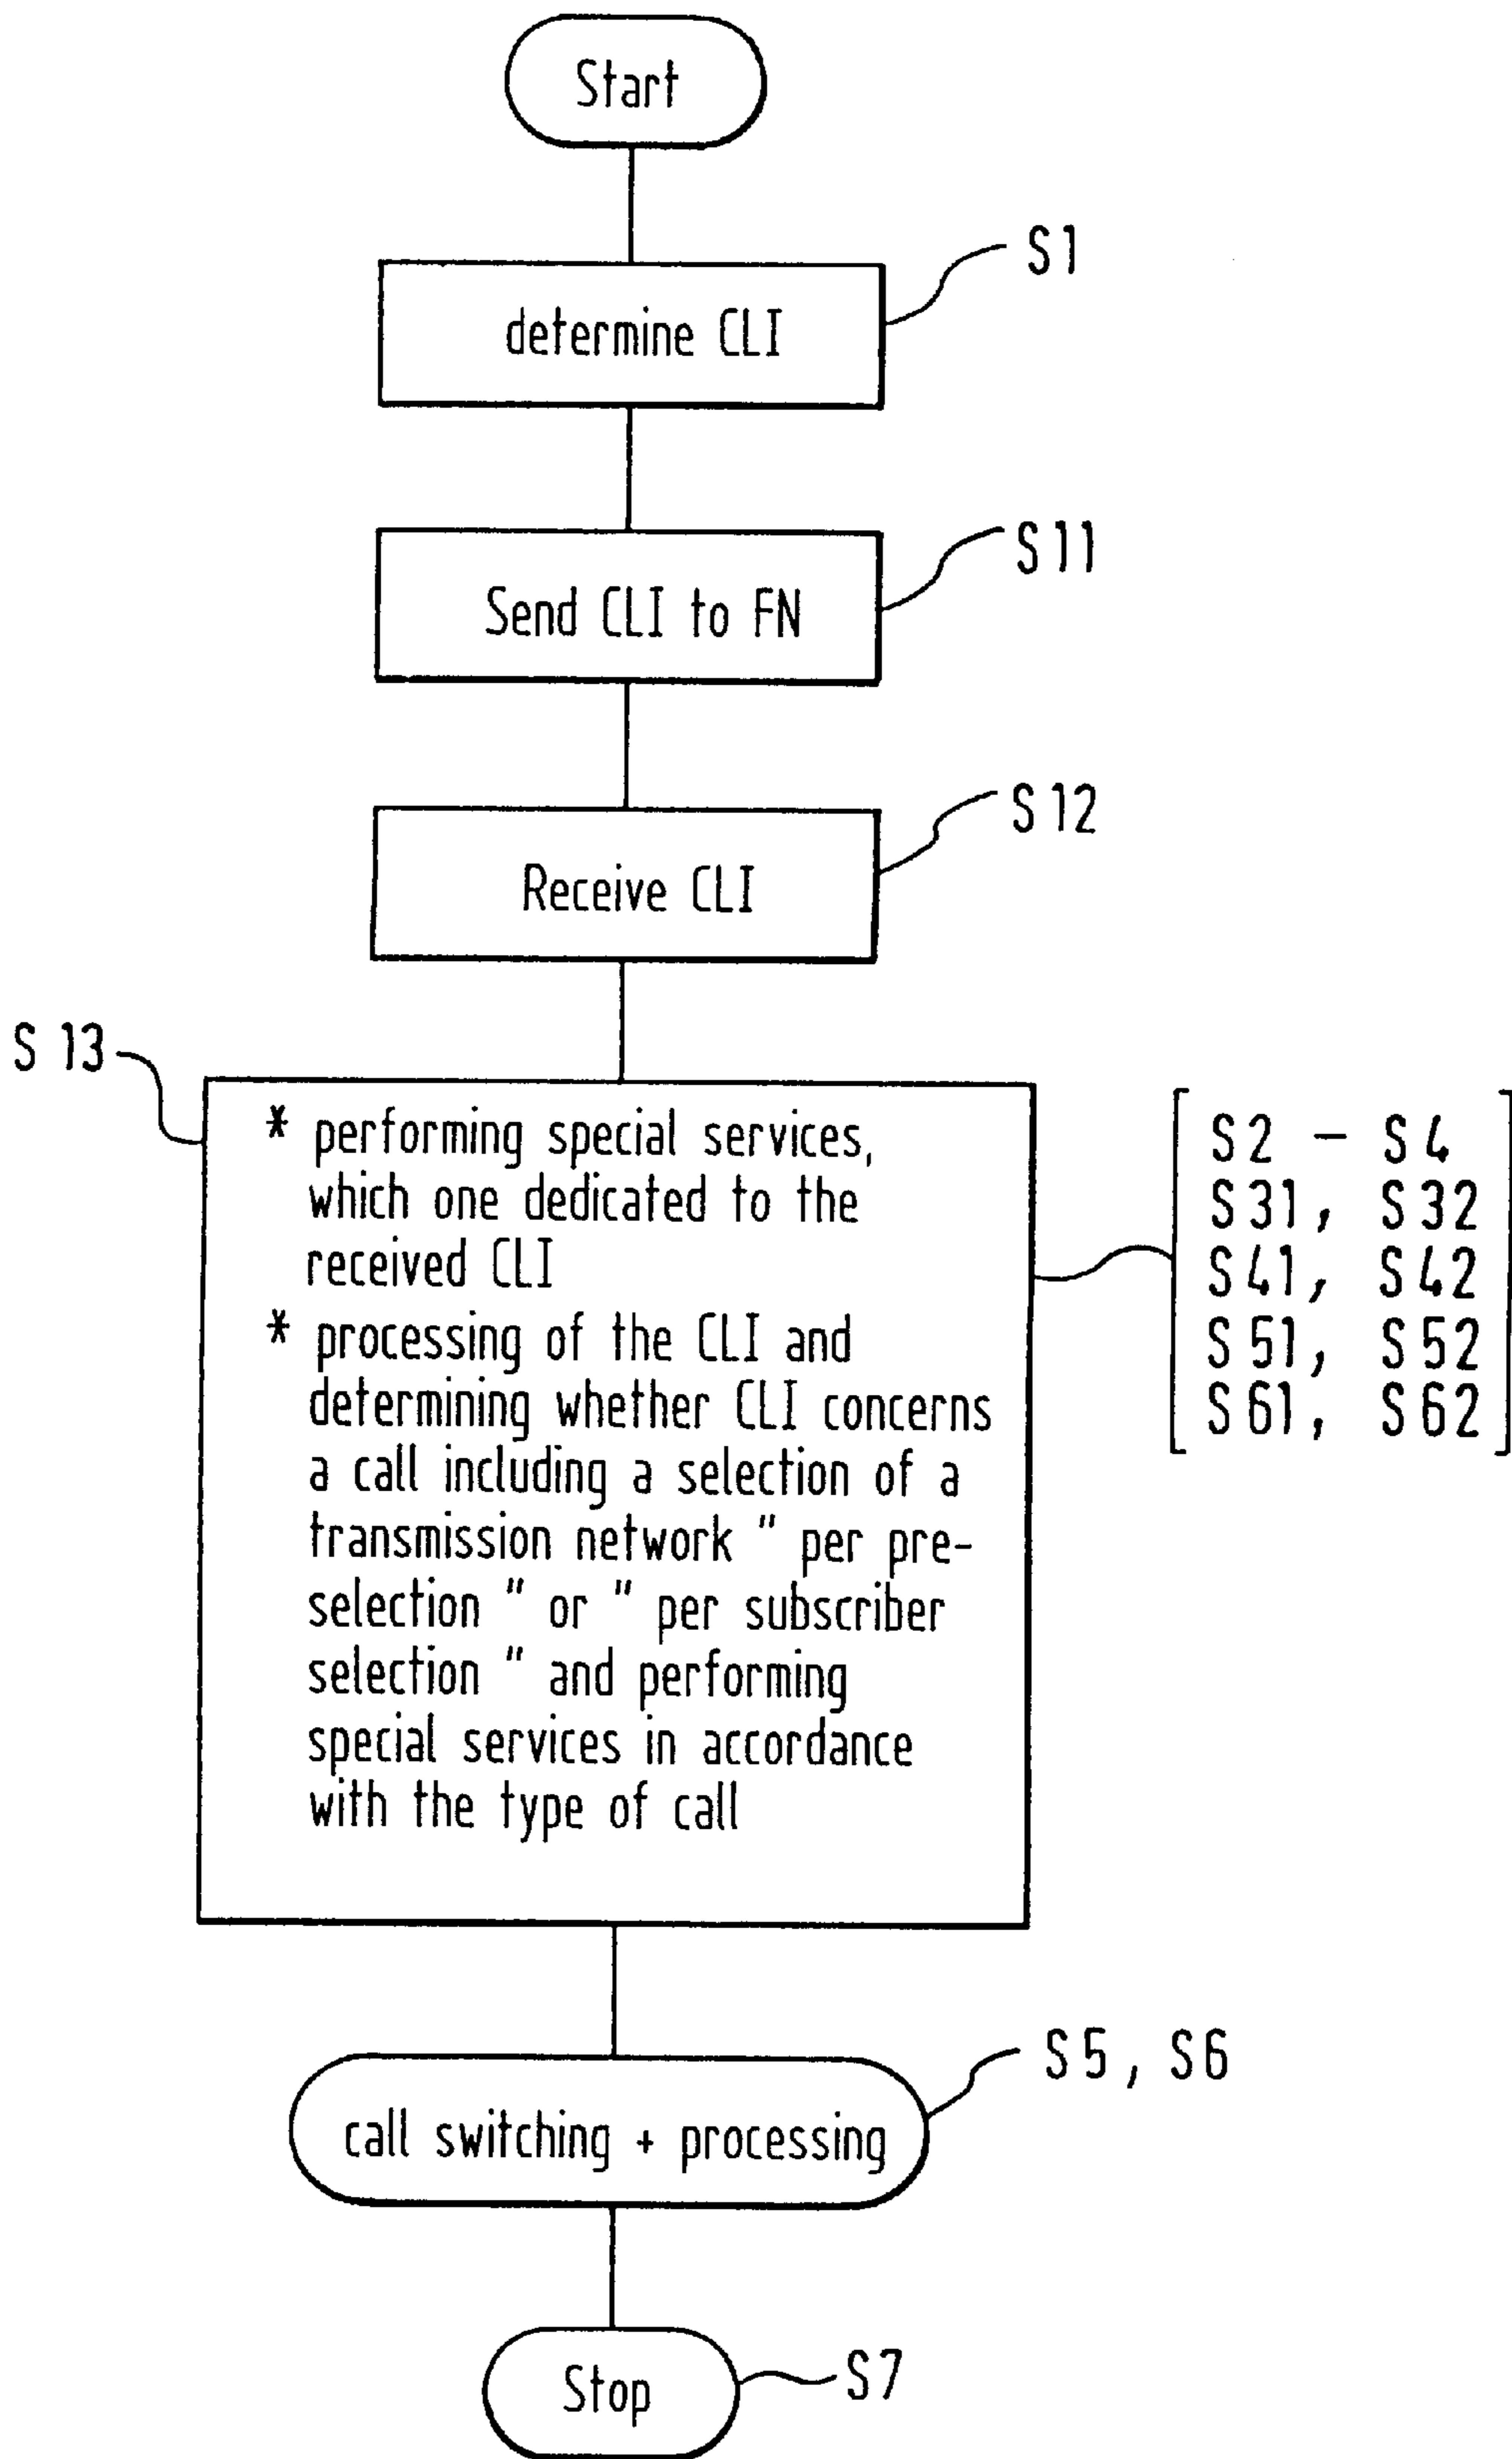 Start
S1
determine CLI
S11
Send CLI to FN
S12
Receive CLI
S13
* performing special services,
which one dedicated to the
received CLI
* processing of the CLI and
determining whether CLI concerns
a call including a selection of a
transmission network " per pre-
selection " or " per subscriber
selection " and performing
special services in accordance
with the type of call
S2 - S4
S31, S32
S41, S42
S51, S52
S61, S62
S5, S6
call switching + processing
Stop
S7